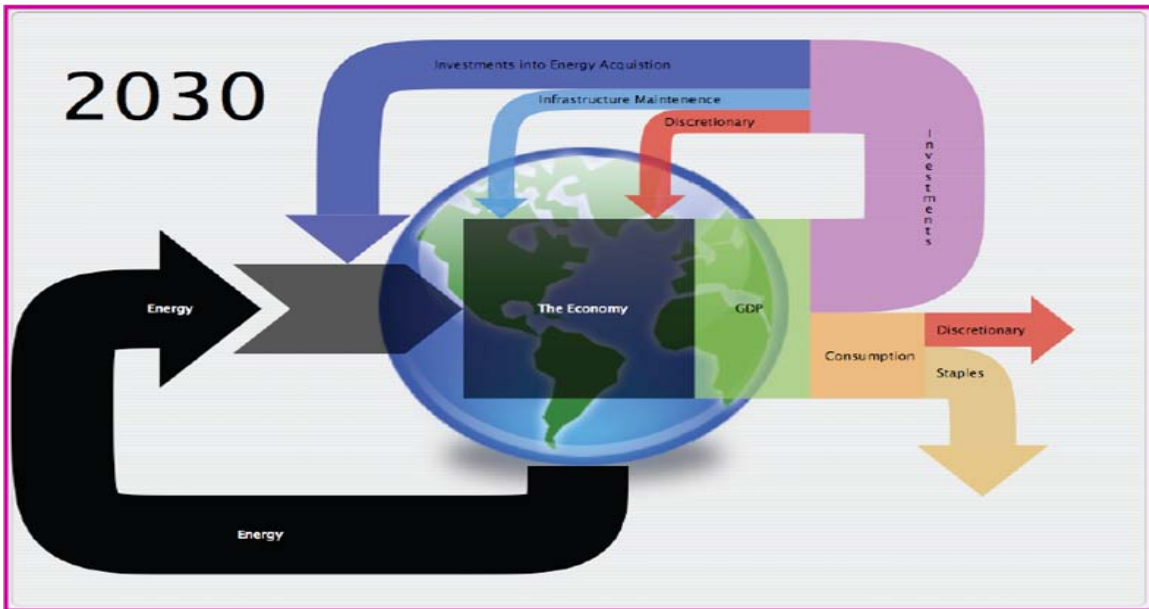 2030
Investments into Energy Acquistion
Infrastructure Maintenence
Discretionary
Investments
Energy
The Economy
GDP
Discretionary
Consumption
Staples
Energy